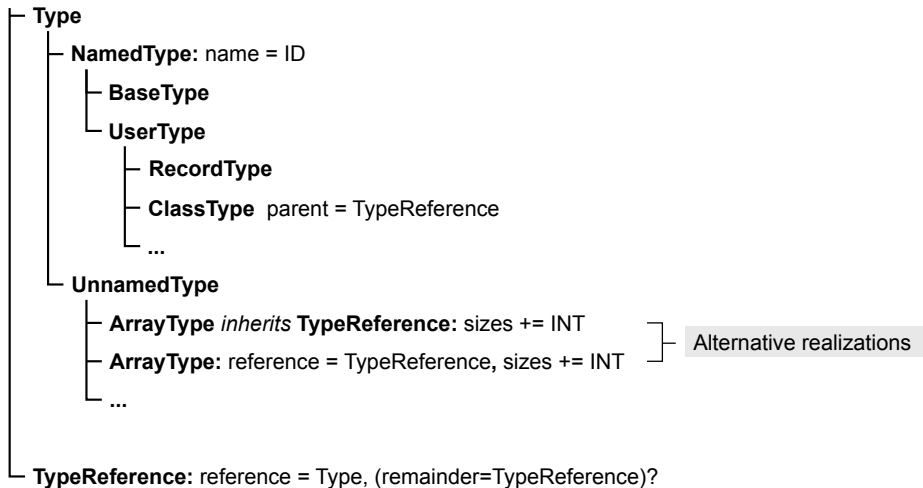 Type
NamedType: name = ID
BaseType
UserType
RecordType
ClassType parent = TypeReference
...
UnnamedType
ArrayType inherits TypeReference: sizes += INT
Alternative realizations
ArrayType: reference = TypeReference, sizes += INT
...
TypeReference: reference = Type, (remainder=TypeReference)?